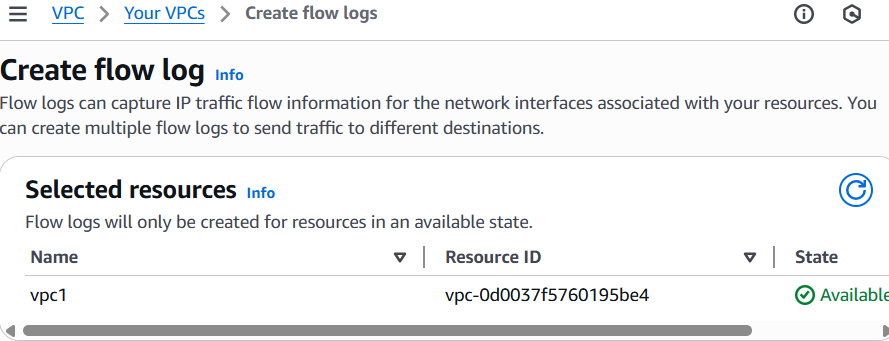 VPC > Your VPCs > Create flow logs
Create flow log Info
Flow logs can capture IP traffic flow information for the network interfaces associated with your resources. You
can create multiple flow logs to send traffic to different destinations.
Selected resources Info
Flow logs will only be created for resources in an available state.
Name Resource ID State
vpc1 vpc-0d0037f5760195be4 Available